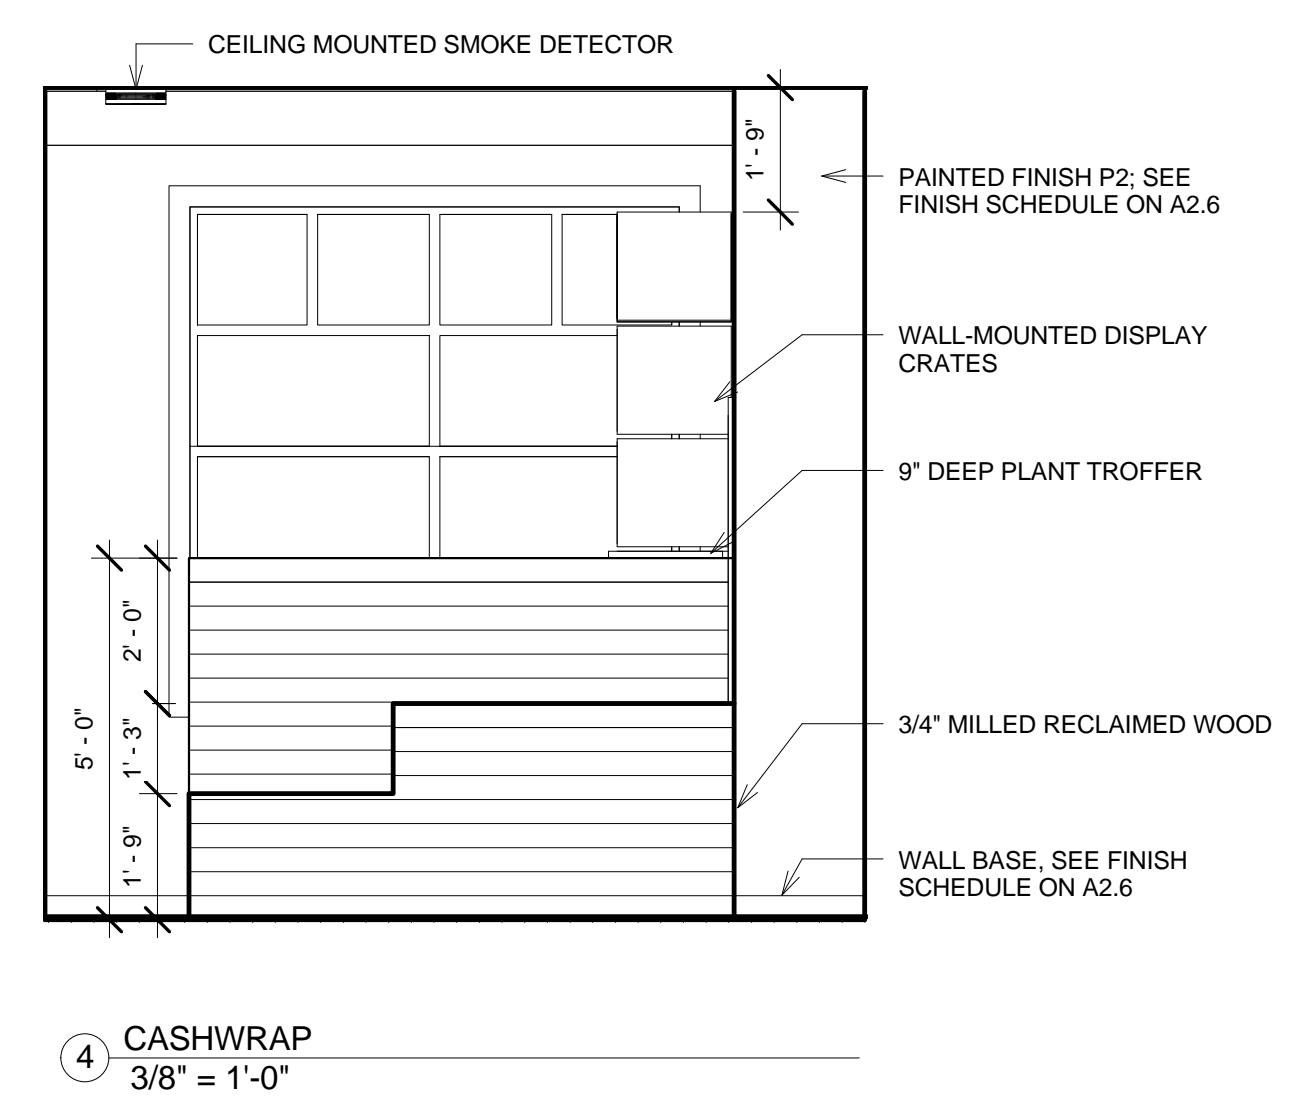 CEILING MOUNTED SMOKE DETECTOR
1' - 9"
PAINTED FINISH P2; SEE
FINISH SCHEDULE ON A2.6
WALL-MOUNTED DISPLAY
CRATES
9" DEEP PLANT TROFFER
2' - 0"
5' - 0"
1' - 3"
3/4" MILLED RECLAIMED WOOD
1' - 9"
WALL BASE, SEE FINISH
SCHEDULE ON A2.6
4
CASHWRAP
3/8" = 1'-0"